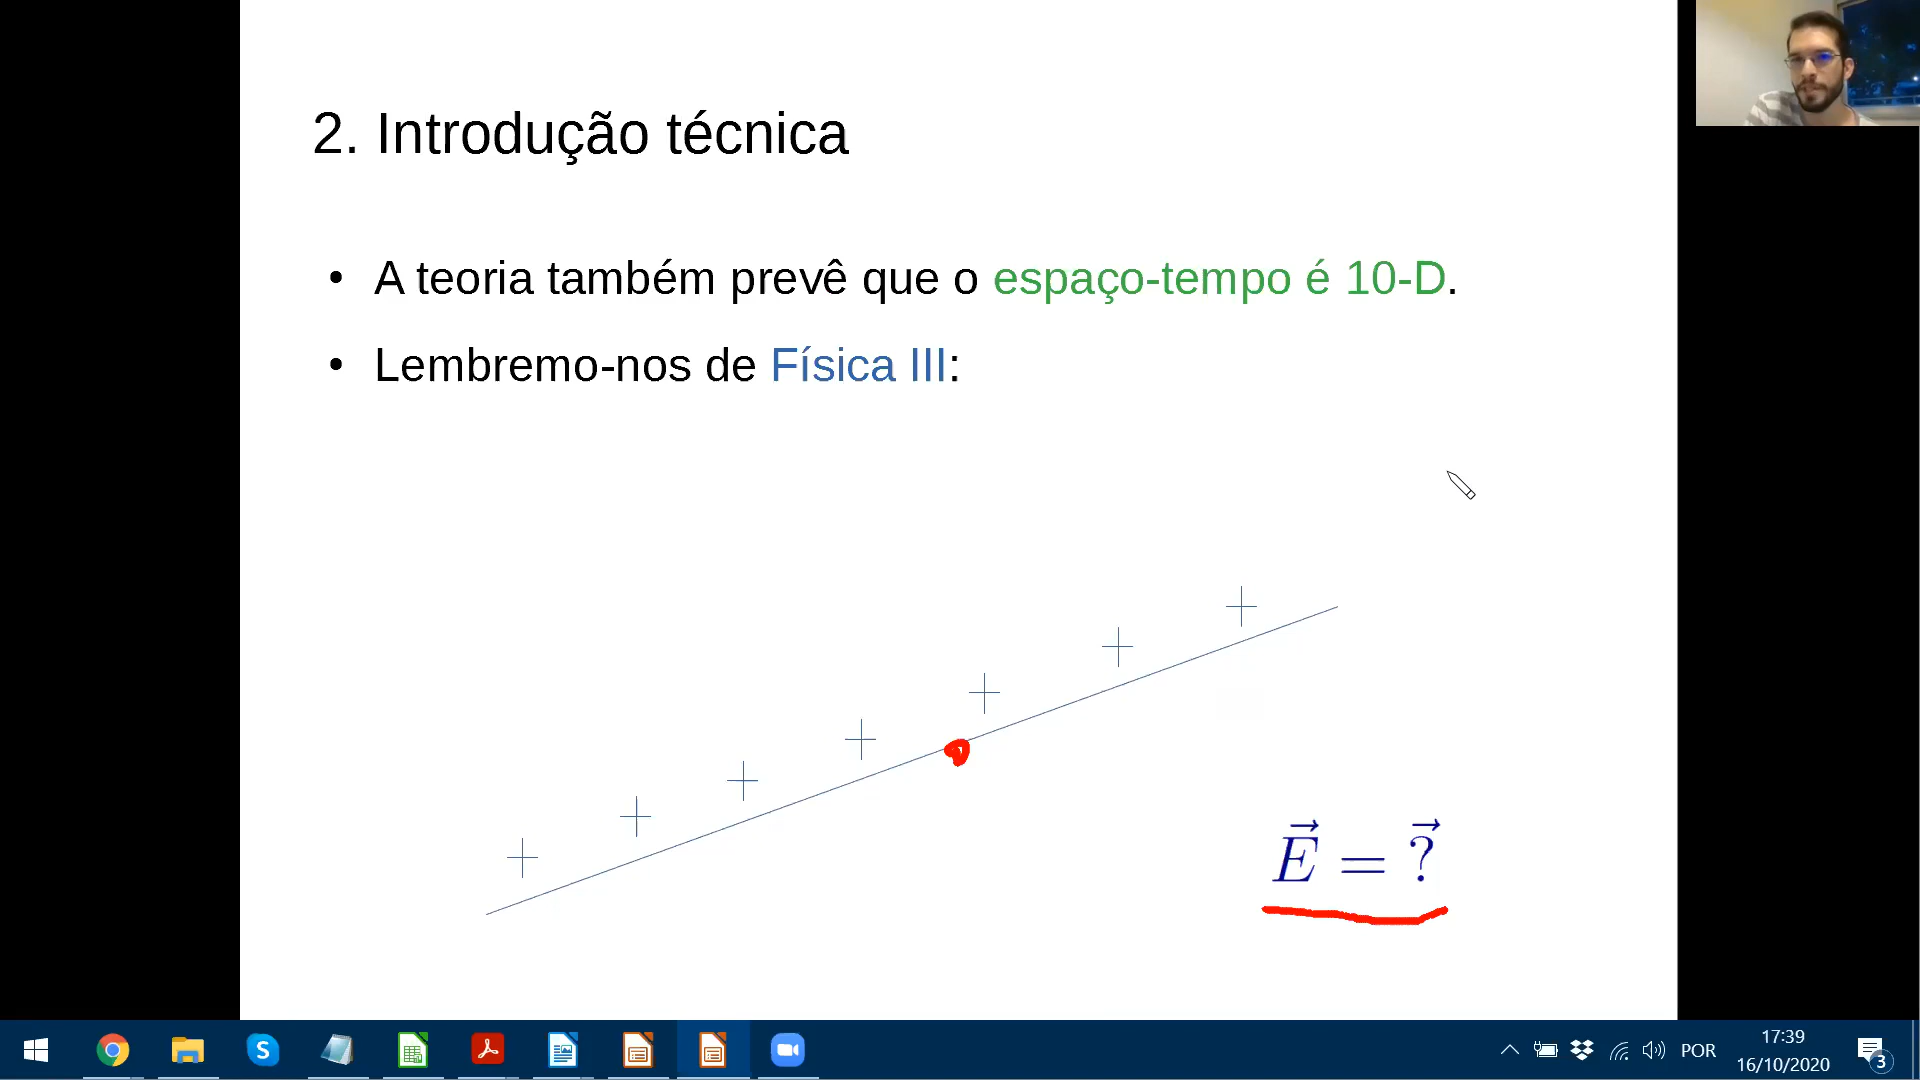 2. Introdução técnica
• A teoria também prevê que o espaço-tempo é 10-D.
• Lembremo-nos de Física III:
+ + + + + + +
E⃗ = ?⃗
POR
17:39
16/10/2020
3